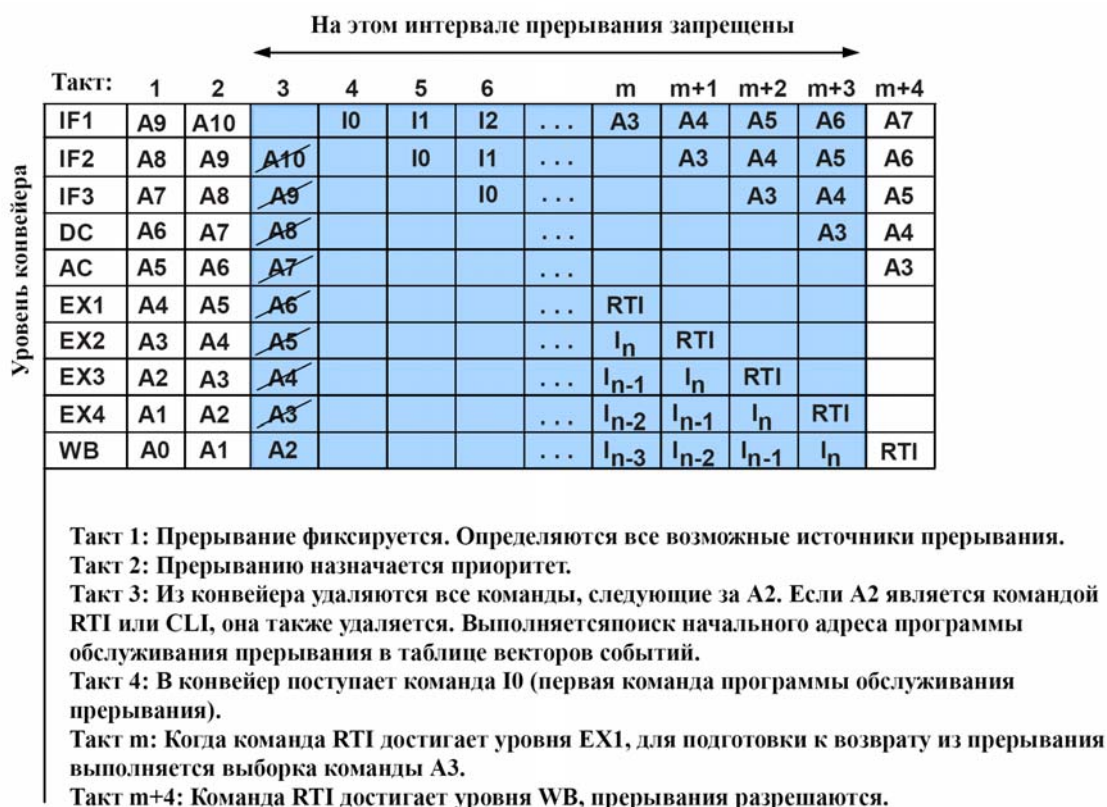 На этом интервале прерывания запрещены
Такт: 1 2 3 4 5 6 m m+1 m+2 m+3 m+4
Уровень конвейера
IF1 A9 A10 I0 I1 I2 ... A3 A4 A5 A6 A7
IF2 A8 A9 A10 I0 I1 ... A3 A4 A5 A6
IF3 A7 A8 A9 I0 ... A3 A4 A5
DC A6 A7 A8 ... A3 A4
AC A5 A6 A7 ... A3
EX1 A4 A5 A6 ... RTI
EX2 A3 A4 A5 ... In RTI
EX3 A2 A3 A4 ... In-1 In RTI
EX4 A1 A2 A3 ... In-2 In-1 In RTI
WB A0 A1 A2 ... In-3 In-2 In-1 In RTI
Такт 1: Прерывание фиксируется. Определяются все возможные источники прерывания.
Такт 2: Прерыванию назначается приоритет.
Такт 3: Из конвейера удаляются все команды, следующие за A2. Если A2 является командой
RTI или CLI, она также удаляется. Выполняетсяпоиск начального адреса программы
обслуживания прерывания в таблице векторов событий.
Такт 4: В конвейер поступает команда I0 (первая команда программы обслуживания
прерывания).
Такт m: Когда команда RTI достигает уровня EX1, для подготовки к возврату из прерывания
выполняется выборка команды A3.
Такт m+4: Команда RTI достигает уровня WB, прерывания разрешаются.